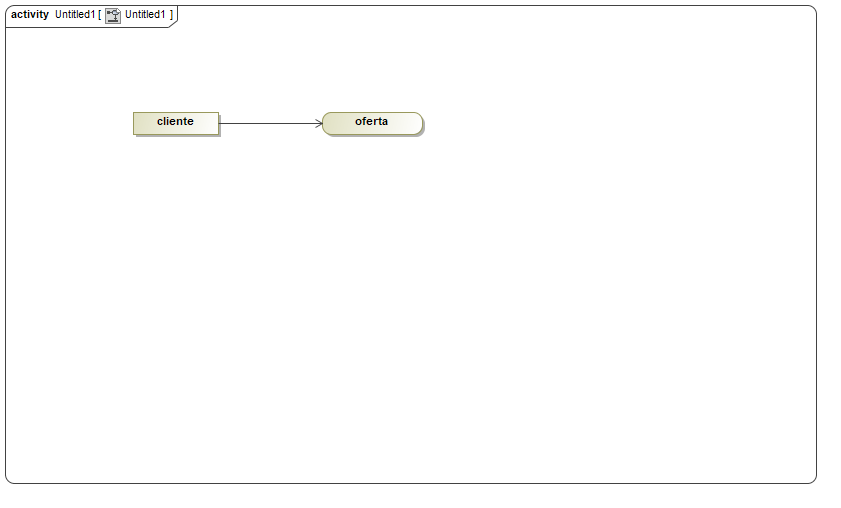 activity Untitled1 [ Untitled1 ]
cliente
oferta